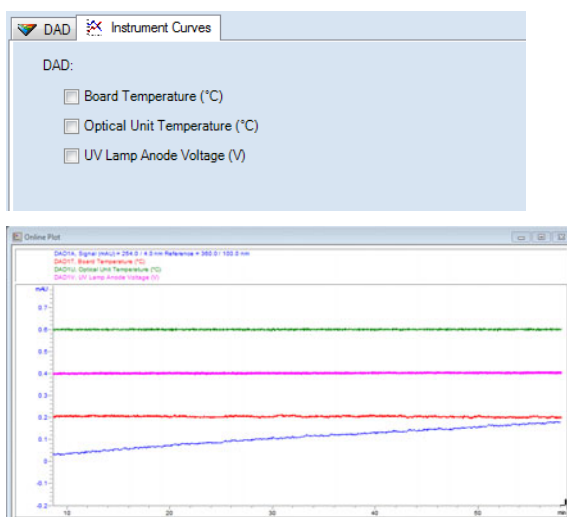 DAD Instrument Curves
DAD:
Board Temperature (°C)
Optical Unit Temperature (°C)
UV Lamp Anode Voltage (V)
Online Plot
DAD1A, Signal (mAU) = 254.0 / 4.0 nm Reference = 360.0 / 100.0 nm
DAD1T, Board Temperature (°C)
DAD1U, Optical Unit Temperature (°C)
DAD1V, UV Lamp Anode Voltage (V)
mAU
0.7
0.6
0.5
0.4
0.3
0.2
0.1
0
-0.1
-0.2
10 20 30 40 50 min